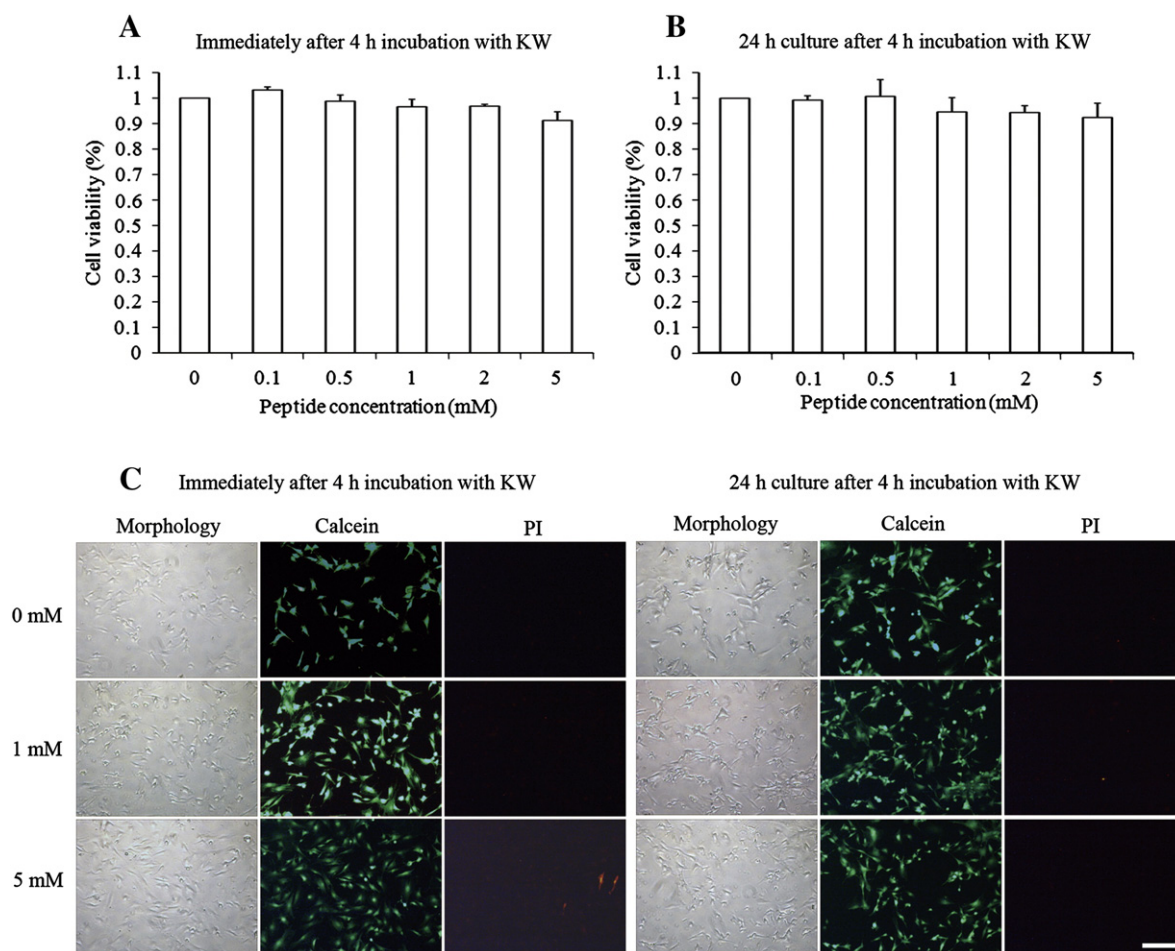 A
Immediately after 4 h incubation with KW
Cell viability (%)
1.1
1
0.9
0.8
0.7
0.6
0.5
0.4
0.3
0.2
0.1
0
0 0.1 0.5 1 2 5
Peptide concentration (mM)
B
24 h culture after 4 h incubation with KW
Cell viability (%)
1.1
1
0.9
0.8
0.7
0.6
0.5
0.4
0.3
0.2
0.1
0
0 0.1 0.5 1 2 5
Peptide concentration (mM)
C
Immediately after 4 h incubation with KW
24 h culture after 4 h incubation with KW
Morphology Calcein PI
Morphology Calcein PI
0 mM
1 mM
5 mM